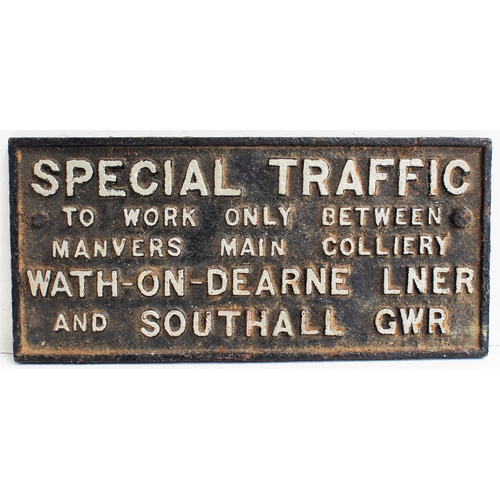 SPECIAL TRAFFIC
TO WORK ONLY BETWEEN
MANVERS MAIN COLLIERY
WATH-ON-DEARNE LNER
AND SOUTHALL GWR